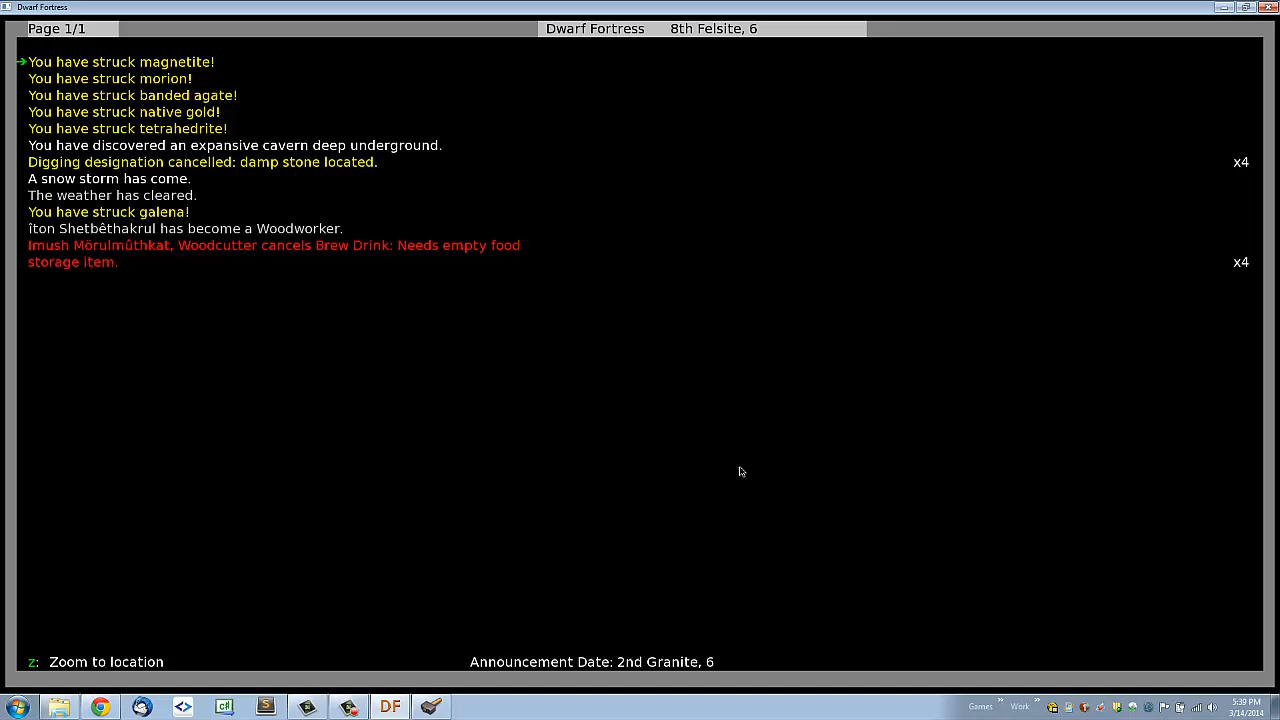 Dwarf Fortress
Page 1/1
Dwarf Fortress 8th Felsite, 6
You have struck magnetite!
You have struck morion!
You have struck banded agate!
You have struck native gold!
You have struck tetrahedrite!
You have discovered an expansive cavern deep underground.
Digging designation cancelled: damp stone located. x4
A snow storm has come.
The weather has cleared.
You have struck galena!
îton Shetbêthakrul has become a Woodworker.
Imush Mörulmûthkat, Woodcutter cancels Brew Drink: Needs empty food
storage item. x4
z: Zoom to location Announcement Date: 2nd Granite, 6
DF
Games » Work »
5:39 PM
3/14/2014